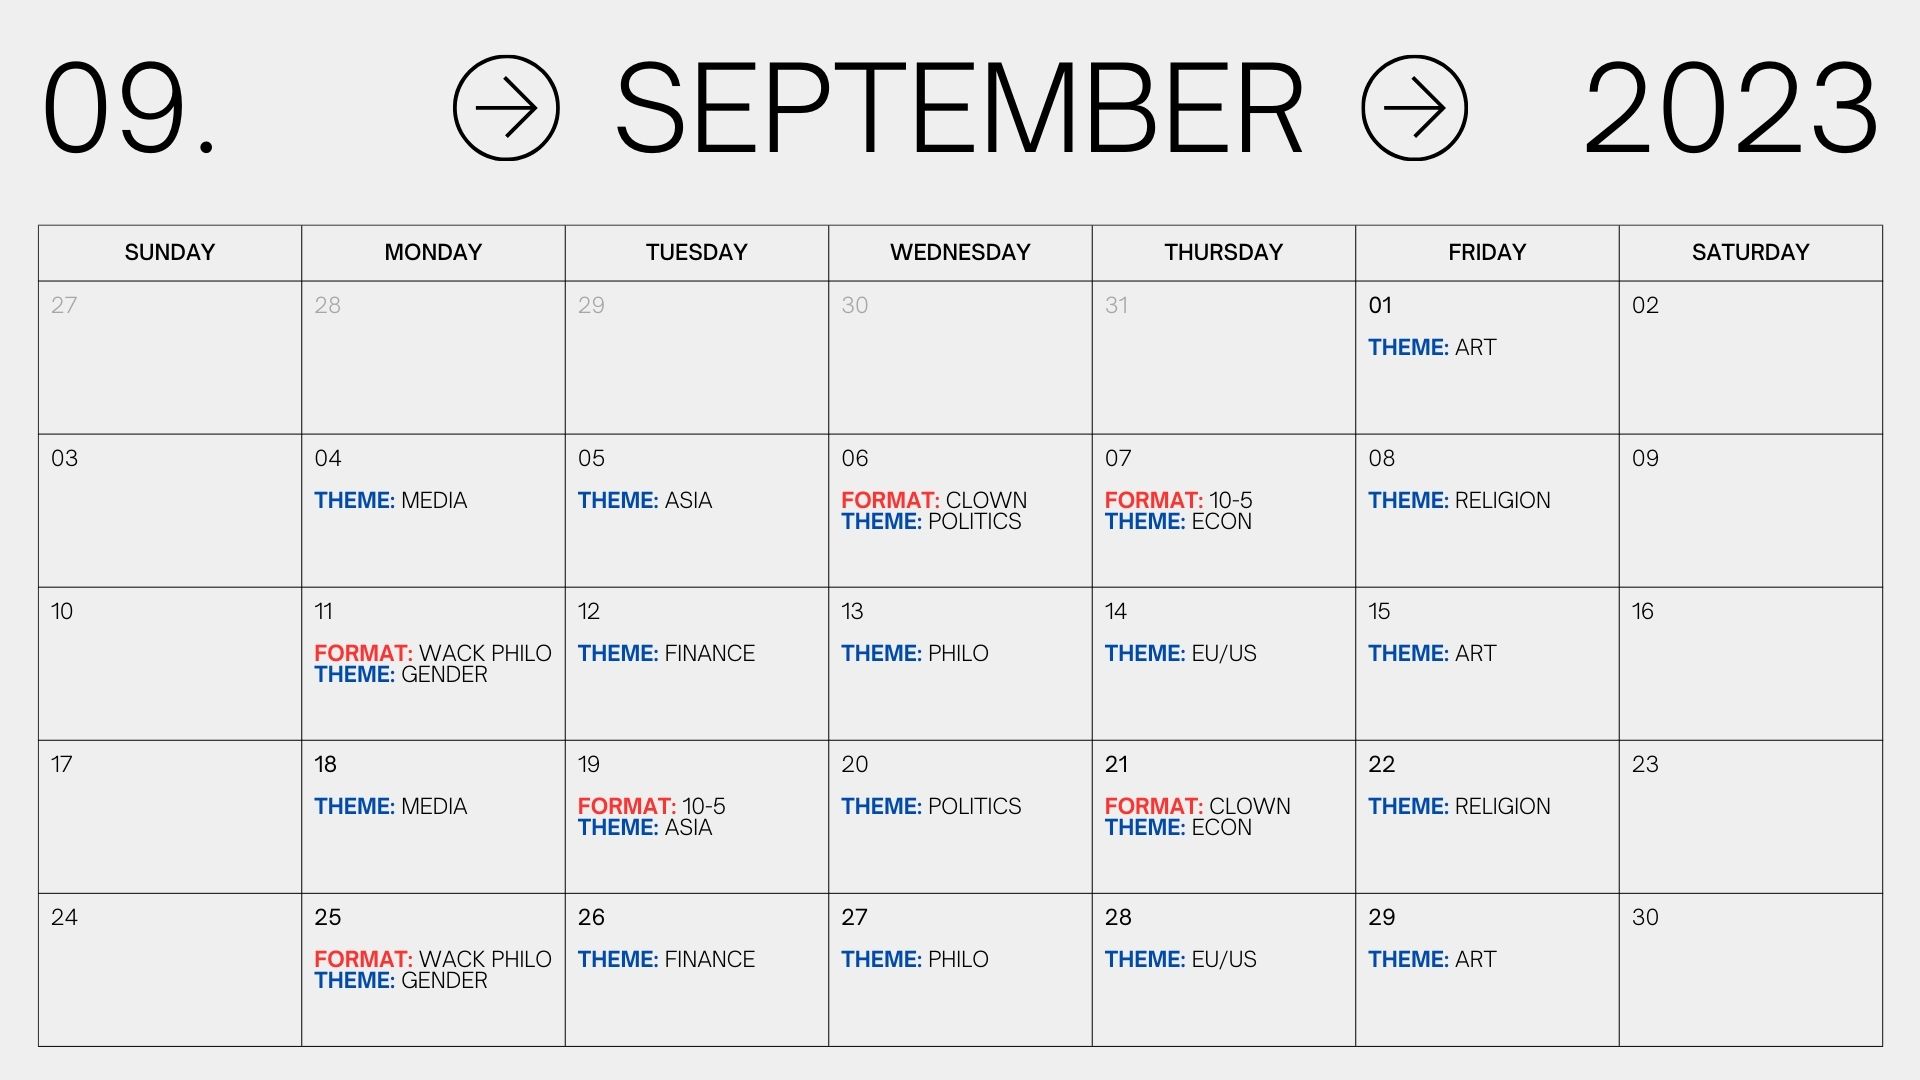 09. SEPTEMBER 2023
SUNDAY MONDAY TUESDAY WEDNESDAY THURSDAY FRIDAY SATURDAY
27 28 29 30 31 01 02
THEME: ART
03 04 05 06 07 08 09
THEME: MEDIA THEME: ASIA FORMAT: CLOWN FORMAT: 10-5 THEME: RELIGION
THEME: POLITICS THEME: ECON
10 11 12 13 14 15 16
FORMAT: WACK PHILO THEME: FINANCE THEME: PHILO THEME: EU/US THEME: ART
THEME: GENDER
17 18 19 20 21 22 23
THEME: MEDIA FORMAT: 10-5 THEME: POLITICS FORMAT: CLOWN THEME: RELIGION
THEME: ASIA THEME: ECON
24 25 26 27 28 29 30
FORMAT: WACK PHILO THEME: FINANCE THEME: PHILO THEME: EU/US THEME: ART
THEME: GENDER